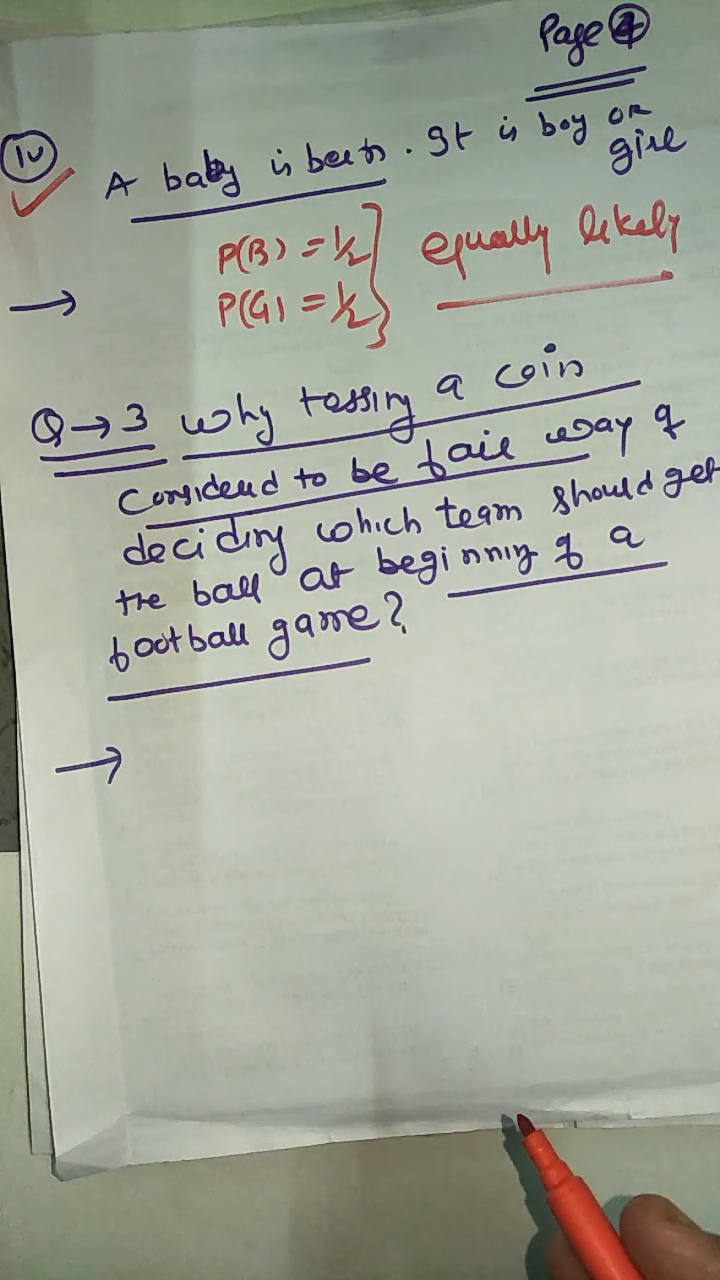 Page 4
(iv) A baby is born. It is boy or
girl
P(B) = 1/2 } equally likely
→ P(G) = 1/2
Q → 3 Why tossing a coin
Considered to be fair way of
deciding which team should get
the ball at beginning of a
football game?
→